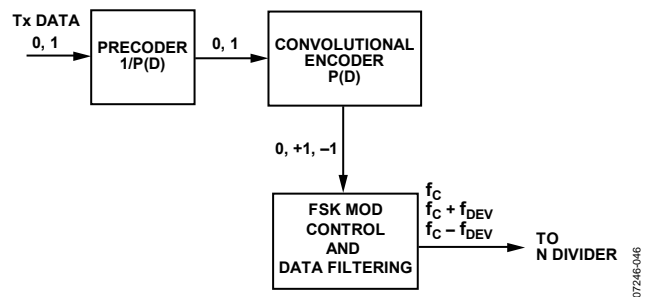 Tx DATA
0, 1
PRECODER
1/P(D)
0, 1
CONVOLUTIONAL
ENCODER
P(D)
0, +1, –1
FSK MOD
CONTROL
AND
DATA FILTERING
fC
fC + fDEV
fC – fDEV
TO
N DIVIDER
07246-046